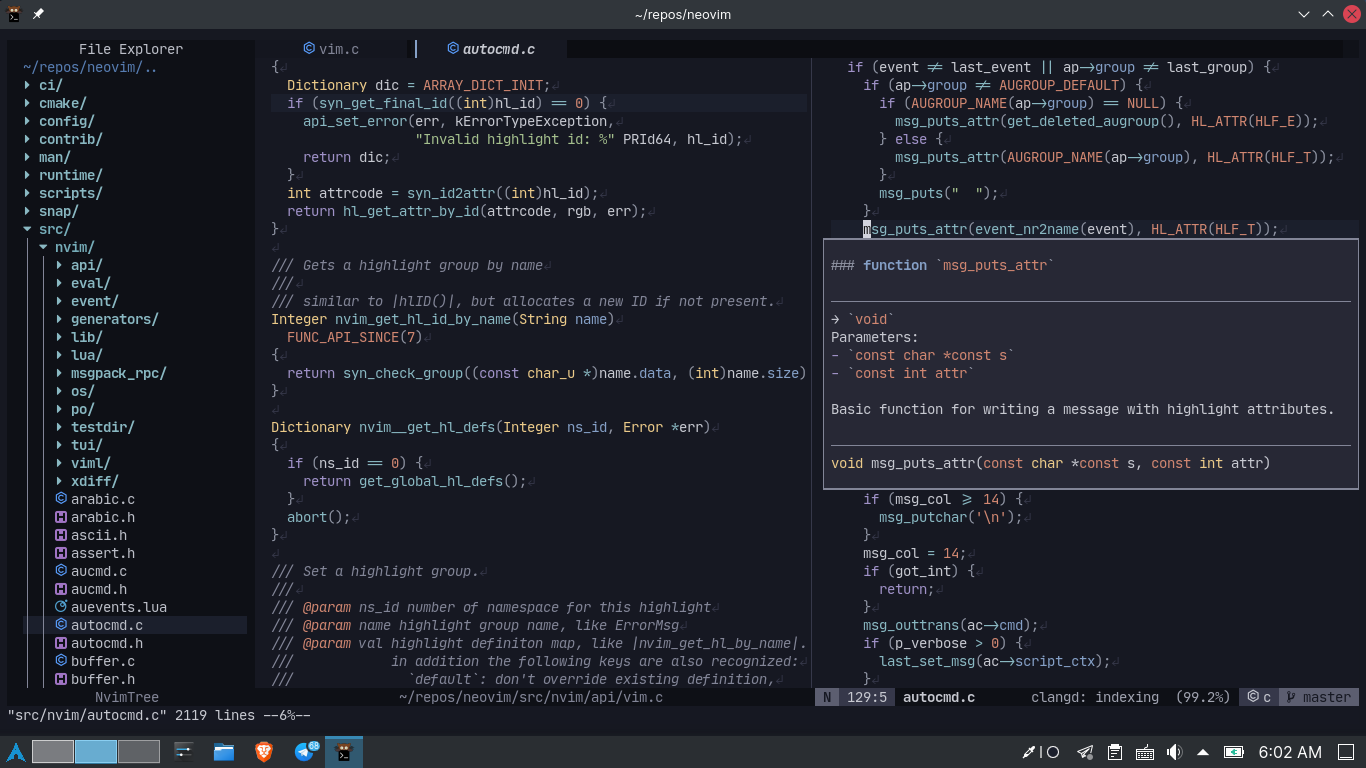 ~/repos/neovim
File Explorer
~/repos/neovim/..
ci/
cmake/
config/
contrib/
man/
runtime/
scripts/
snap/
src/
nvim/
api/
eval/
event/
generators/
lib/
lua/
msgpack_rpc/
os/
po/
testdir/
tui/
viml/
xdiff/
arabic.c
arabic.h
ascii.h
assert.h
aucmd.c
aucmd.h
auevents.lua
autocmd.c
autocmd.h
buffer.c
buffer.h
NvimTree
vim.c
autocmd.c
{
Dictionary dic = ARRAY_DICT_INIT;
if (syn_get_final_id((int)hl_id) == 0) {
api_set_error(err, kErrorTypeException,
"Invalid highlight id: %" PRId64, hl_id);
return dic;
}
int attrcode = syn_id2attr((int)hl_id);
return hl_get_attr_by_id(attrcode, rgb, err);
}
/// Gets a highlight group by name
///
/// similar to |hlID()|, but allocates a new ID if not present.
Integer nvim_get_hl_id_by_name(String name)
FUNC_API_SINCE(7)
{
return syn_check_group((const char_u *)name.data, (int)name.size)
}
Dictionary nvim__get_hl_defs(Integer ns_id, Error *err)
{
if (ns_id == 0) {
return get_global_hl_defs();
}
abort();
}
/// Set a highlight group.
///
/// @param ns_id number of namespace for this highlight
/// @param name highlight group name, like ErrorMsg
/// @param val highlight definiton map, like |nvim_get_hl_by_name|.
/// in addition the following keys are also recognized:
/// `default`: don't override existing definition,
~/repos/neovim/src/nvim/api/vim.c
if (event != last_event || ap->group != last_group) {
if (ap->group != AUGROUP_DEFAULT) {
if (AUGROUP_NAME(ap->group) == NULL) {
msg_puts_attr(get_deleted_augroup(), HL_ATTR(HLF_E));
} else {
msg_puts_attr(AUGROUP_NAME(ap->group), HL_ATTR(HLF_T));
}
msg_puts("  ");
}
msg_puts_attr(event_nr2name(event), HL_ATTR(HLF_T));
### function `msg_puts_attr`
→ `void`
Parameters:
- `const char *const s`
- `const int attr`
Basic function for writing a message with highlight attributes.
void msg_puts_attr(const char *const s, const int attr)
if (msg_col >= 14) {
msg_putchar('\n');
}
msg_col = 14;
if (got_int) {
return;
}
msg_outtrans(ac->cmd);
if (p_verbose > 0) {
last_set_msg(ac->script_ctx);
}
N 129:5 autocmd.c clangd: indexing (99.2%) c master
"src/nvim/autocmd.c" 2119 lines --6%--
68
6:02 AM